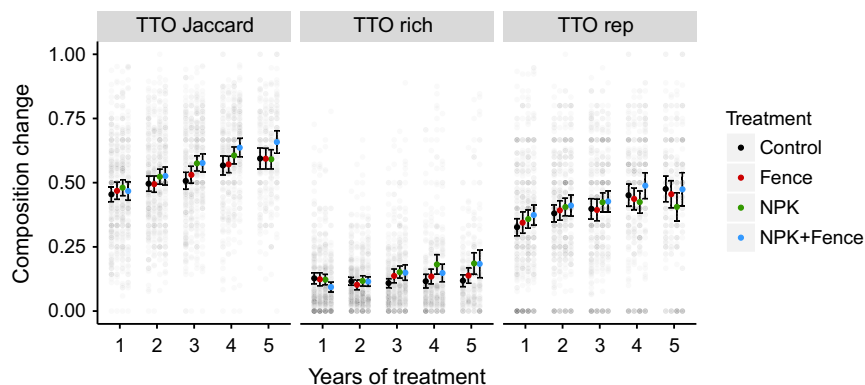 TTO Jaccard TTO rich TTO rep
Composition change
1.00
0.75
0.50
0.25
0.00
1 2 3 4 5 1 2 3 4 5 1 2 3 4 5
Years of treatment
Treatment
Control
Fence
NPK
NPK+Fence